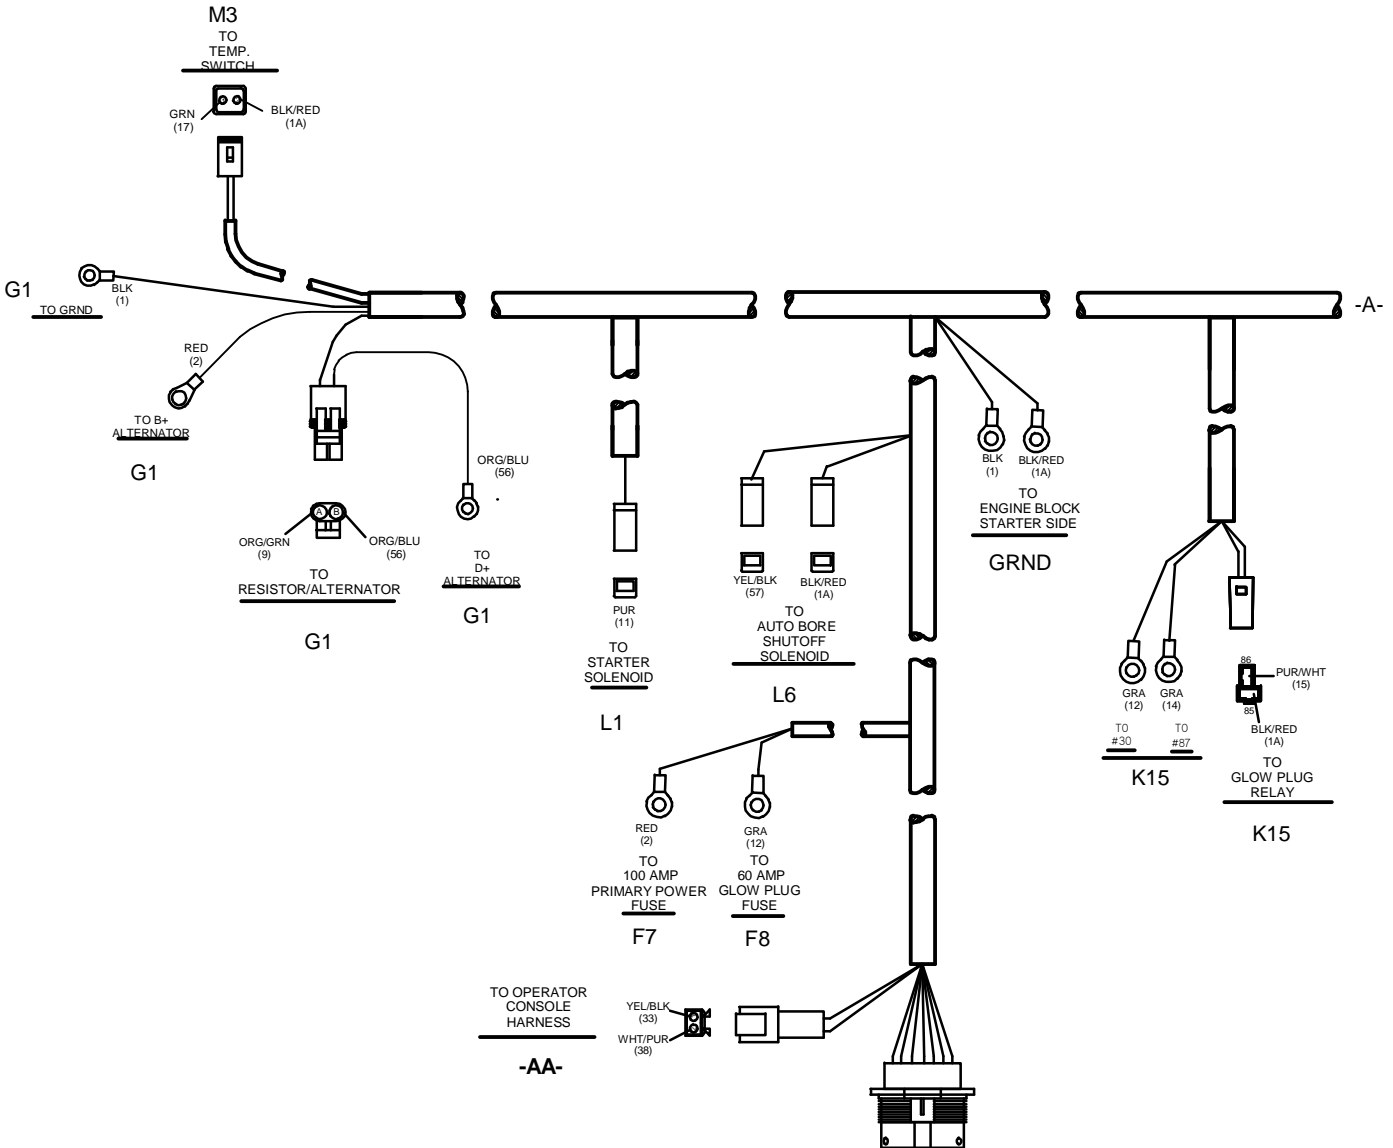 M3
TO
TEMP.
SWITCH
GRN
(17)
BLK/RED
(1A)
G1
TO GRND
BLK
(1)
-A-
RED
(2)
TO B+
ALTERNATOR
G1
ORG/BLU
(56)
A B
ORG/GRN
(9)
ORG/BLU
(56)
TO
RESISTOR/ALTERNATOR
G1
TO
D+
ALTERNATOR
G1
PUR
(11)
TO
STARTER
SOLENOID
L1
YEL/BLK
(57)
BLK/RED
(1A)
TO
AUTO BORE
SHUTOFF
SOLENOID
L6
BLK
(1)
BLK/RED
(1A)
TO
ENGINE BLOCK
STARTER SIDE
GRND
GRA
(12)
GRA
(14)
TO
#30
TO
#87
K15
86
PUR/WHT
(15)
85
BLK/RED
(1A)
TO
GLOW PLUG
RELAY
K15
RED
(2)
TO
100 AMP
PRIMARY POWER
FUSE
F7
GRA
(12)
TO
60 AMP
GLOW PLUG
FUSE
F8
TO OPERATOR
CONSOLE
HARNESS
-AA-
YEL/BLK
(33)
WHT/PUR
(38)